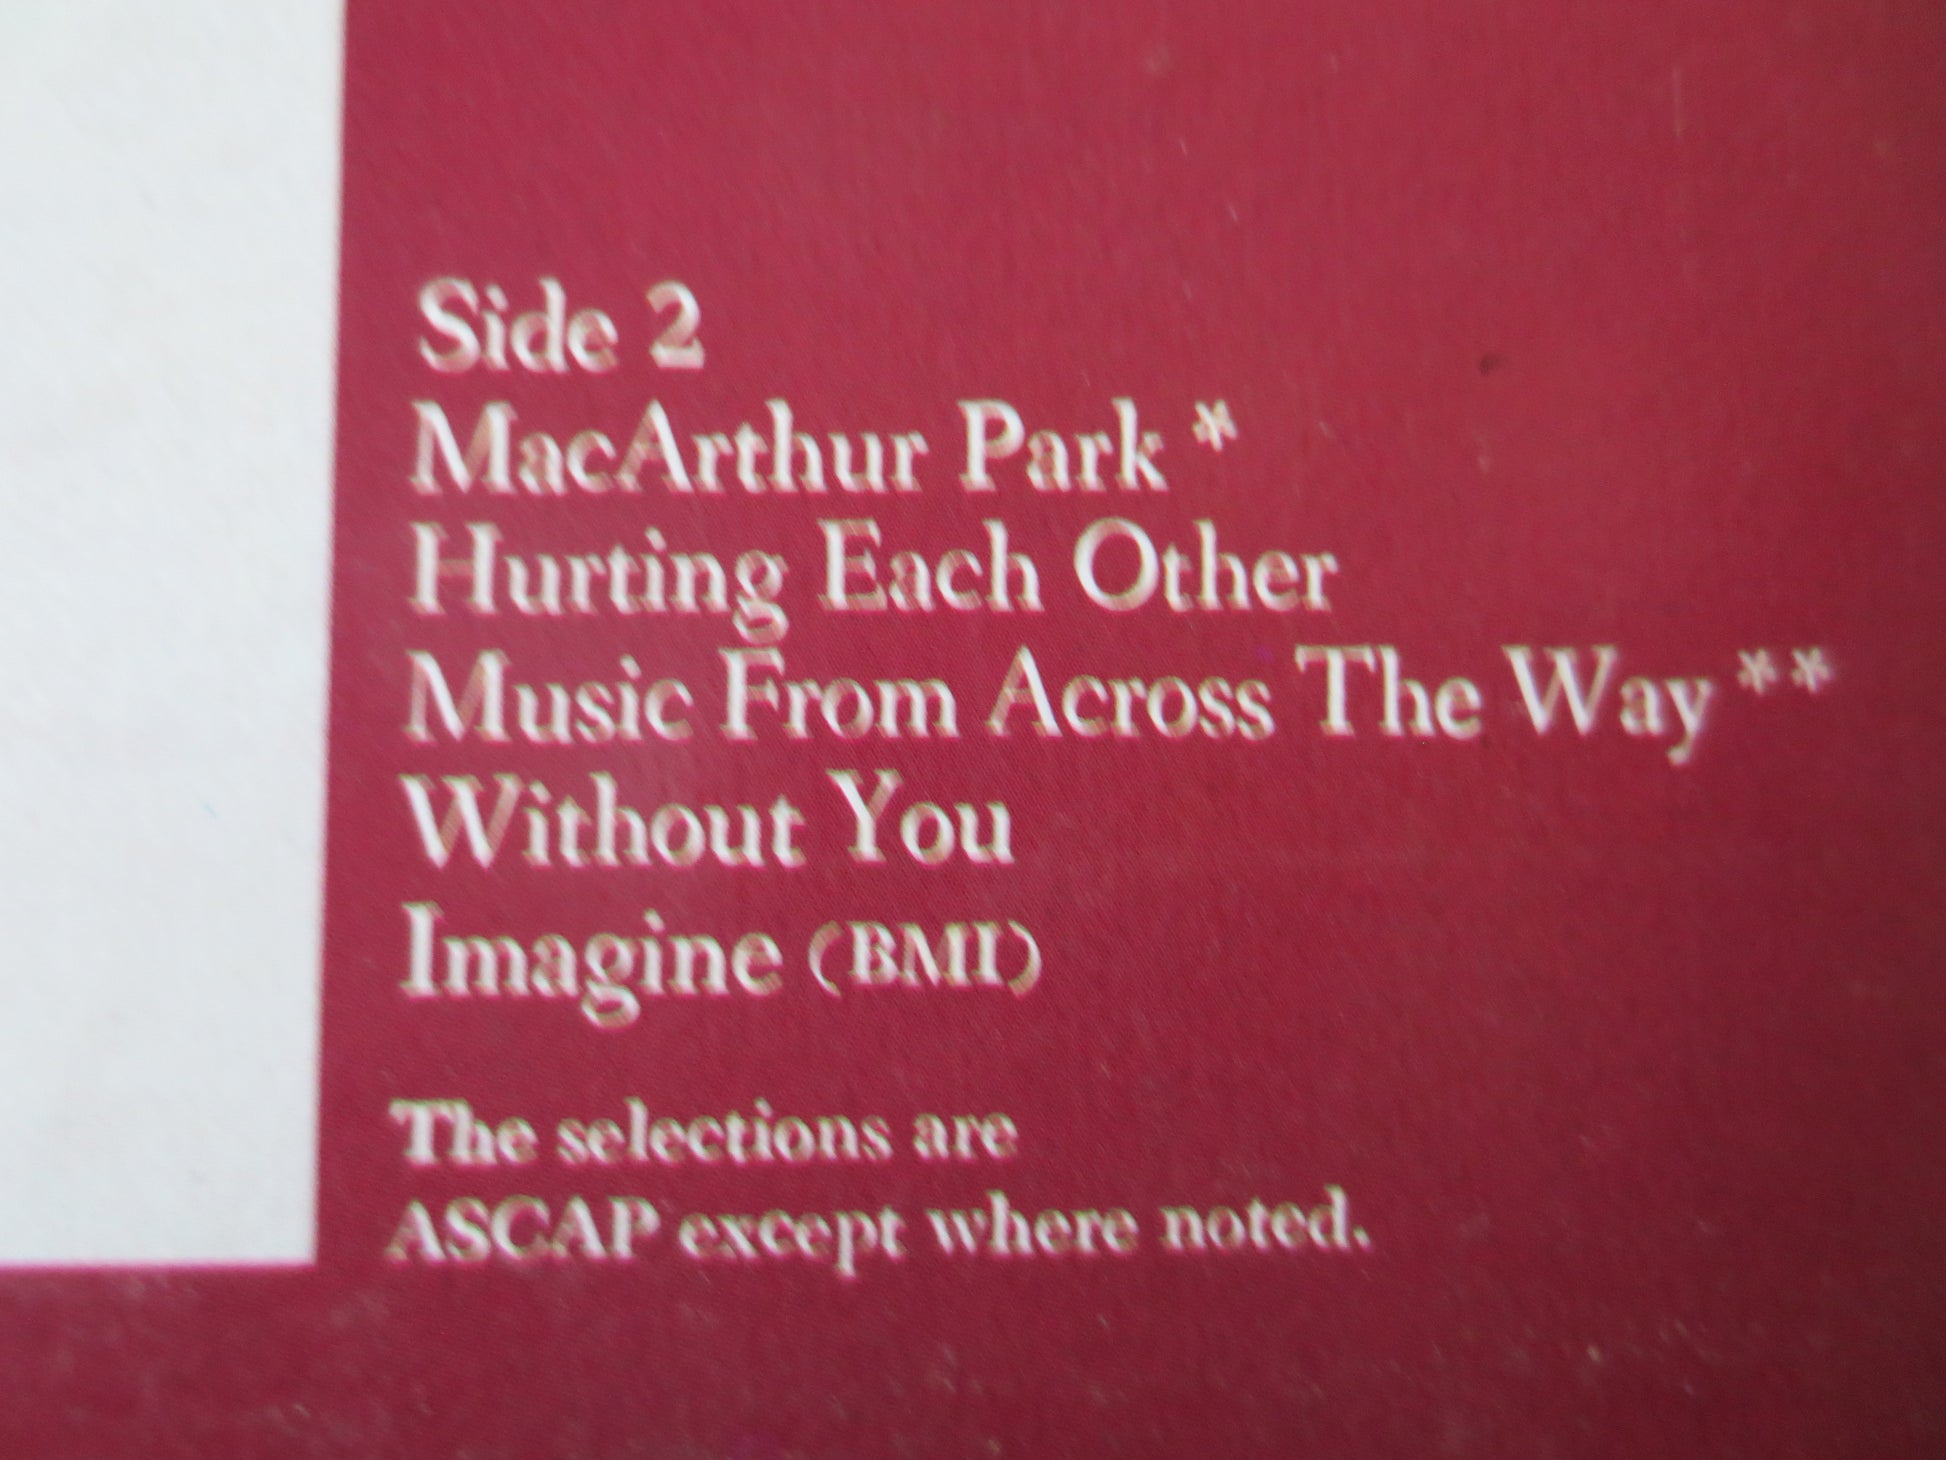 Side 2
MacArthur Park *
Hurting Each Other
Music From Across The Way **
Without You
Imagine (BMI)
The selections are
ASCAP except where noted.